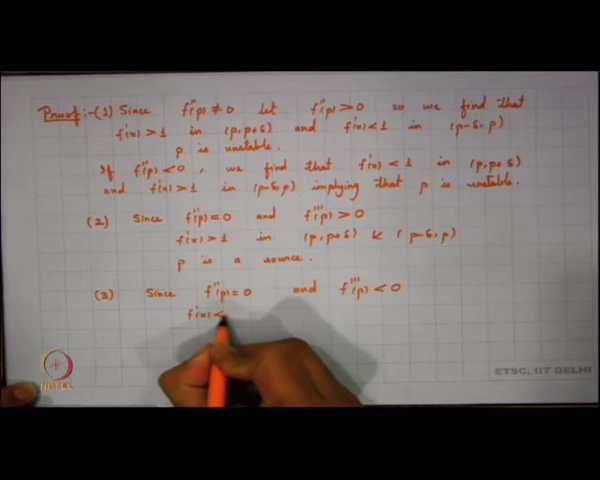 Proof:-(1) Since f''(p) ≠ 0 let f''(p) > 0 so we find that
f'(x) > 1 in (p, p+δ) and f'(x) < 1 in (p-δ, p)
p is unstable.
If f''(p) < 0, we find that f'(x) < 1 in (p, p+δ)
and f'(x) > 1 in (p-δ, p) implying that p is unstable.
(2) Since f''(p) = 0 and f'''(p) > 0
f'(x) > 1 in (p, p+δ) & (p-δ, p)
p is a source.
(3) Since f''(p) = 0 and f'''(p) < 0
f'(x) <
NPTEL
ETSC, IIT DELHI